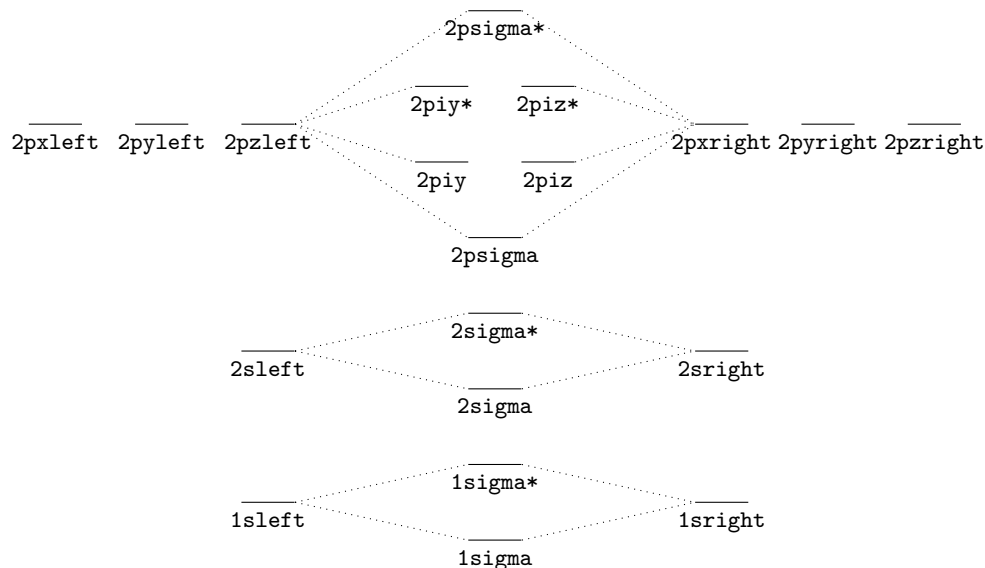 2psigma*
2piy* 2piz*
2pxleft 2pyleft 2pzleft 2pxright 2pyright 2pzright
2piy 2piz
2psigma
2sigma*
2sleft 2sright
2sigma
1sigma*
1sleft 1sright
1sigma